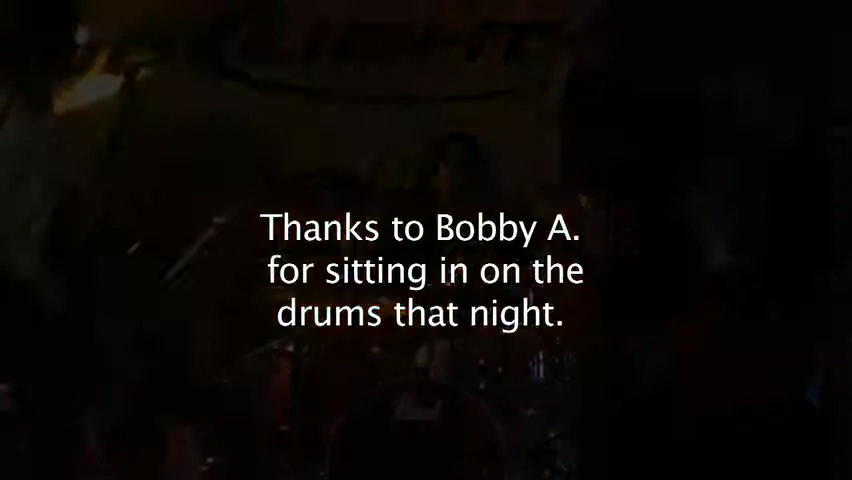 Thanks to Bobby A.
for sitting in on the
drums that night.